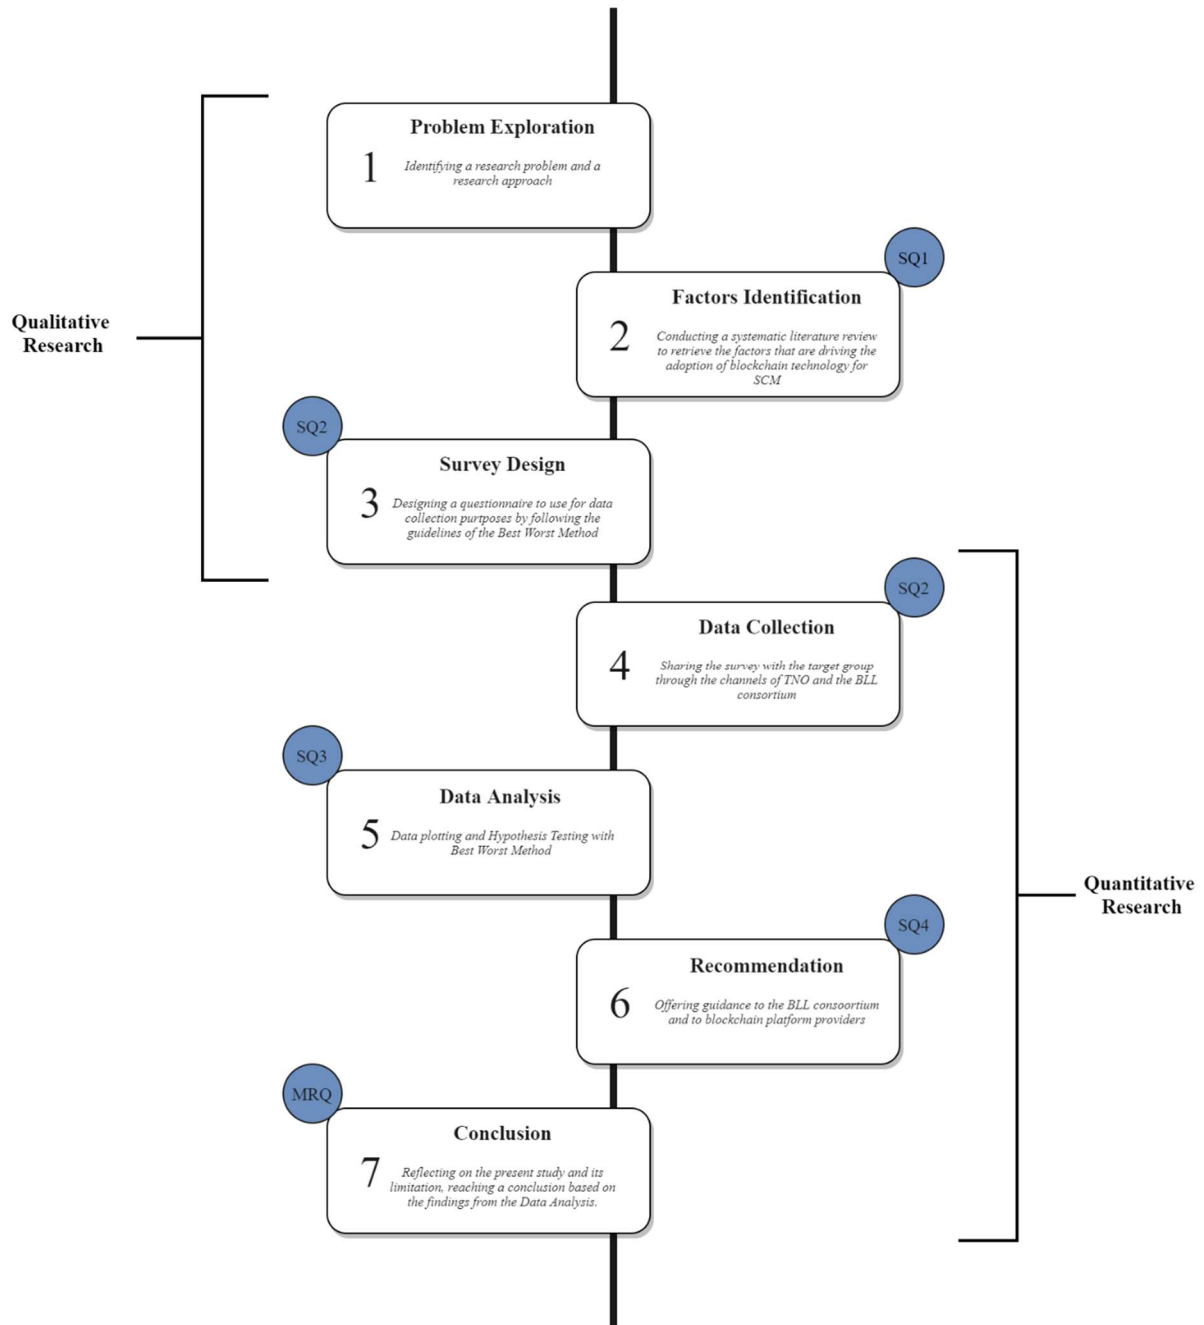 Problem Exploration
1
Identifying a research problem and a
research approach
SQ1
Factors Identification
2
Conducting a systematic literature review
to retrieve the factors that are driving the
adoption of blockchain technology for
SCM
Qualitative
Research
SQ2
Survey Design
3
Designing a questionnaire to use for data
collection purtposes by following the
guidelines of the Best Worst Method
SQ2
Data Collection
4
Sharing the survey with the target group
through the channels of TNO and the BLL
consortium
SQ3
Data Analysis
5
Data plotting and Hypothesis Testing with
Best Worst Method
Quantitative
Research
SQ4
Recommendation
6
Offering guidance to the BLL consoortium
and to blockchain platform providers
MRQ
Conclusion
7
Reflecting on the present study and its
limitation, reaching a conclusion based on
the findings from the Data Analysis.